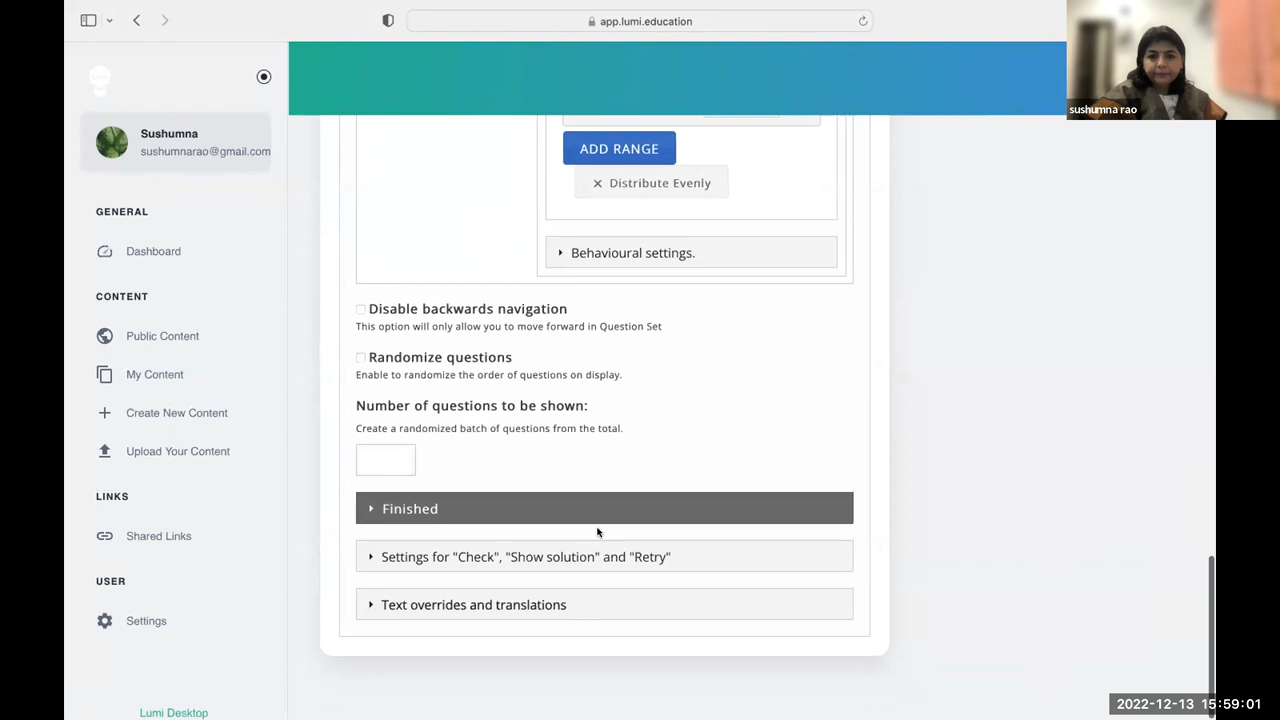 app.lumi.education
sushumna rao
Sushumna
sushumnarao@gmail.com
GENERAL
Dashboard
CONTENT
Public Content
My Content
Create New Content
Upload Your Content
LINKS
Shared Links
USER
Settings
Lumi Desktop
ADD RANGE
Distribute Evenly
Behavioural settings.
Disable backwards navigation
This option will only allow you to move forward in Question Set
Randomize questions
Enable to randomize the order of questions on display.
Number of questions to be shown:
Create a randomized batch of questions from the total.
Finished
Settings for "Check", "Show solution" and "Retry"
Text overrides and translations
2022-12-13 15:59:01